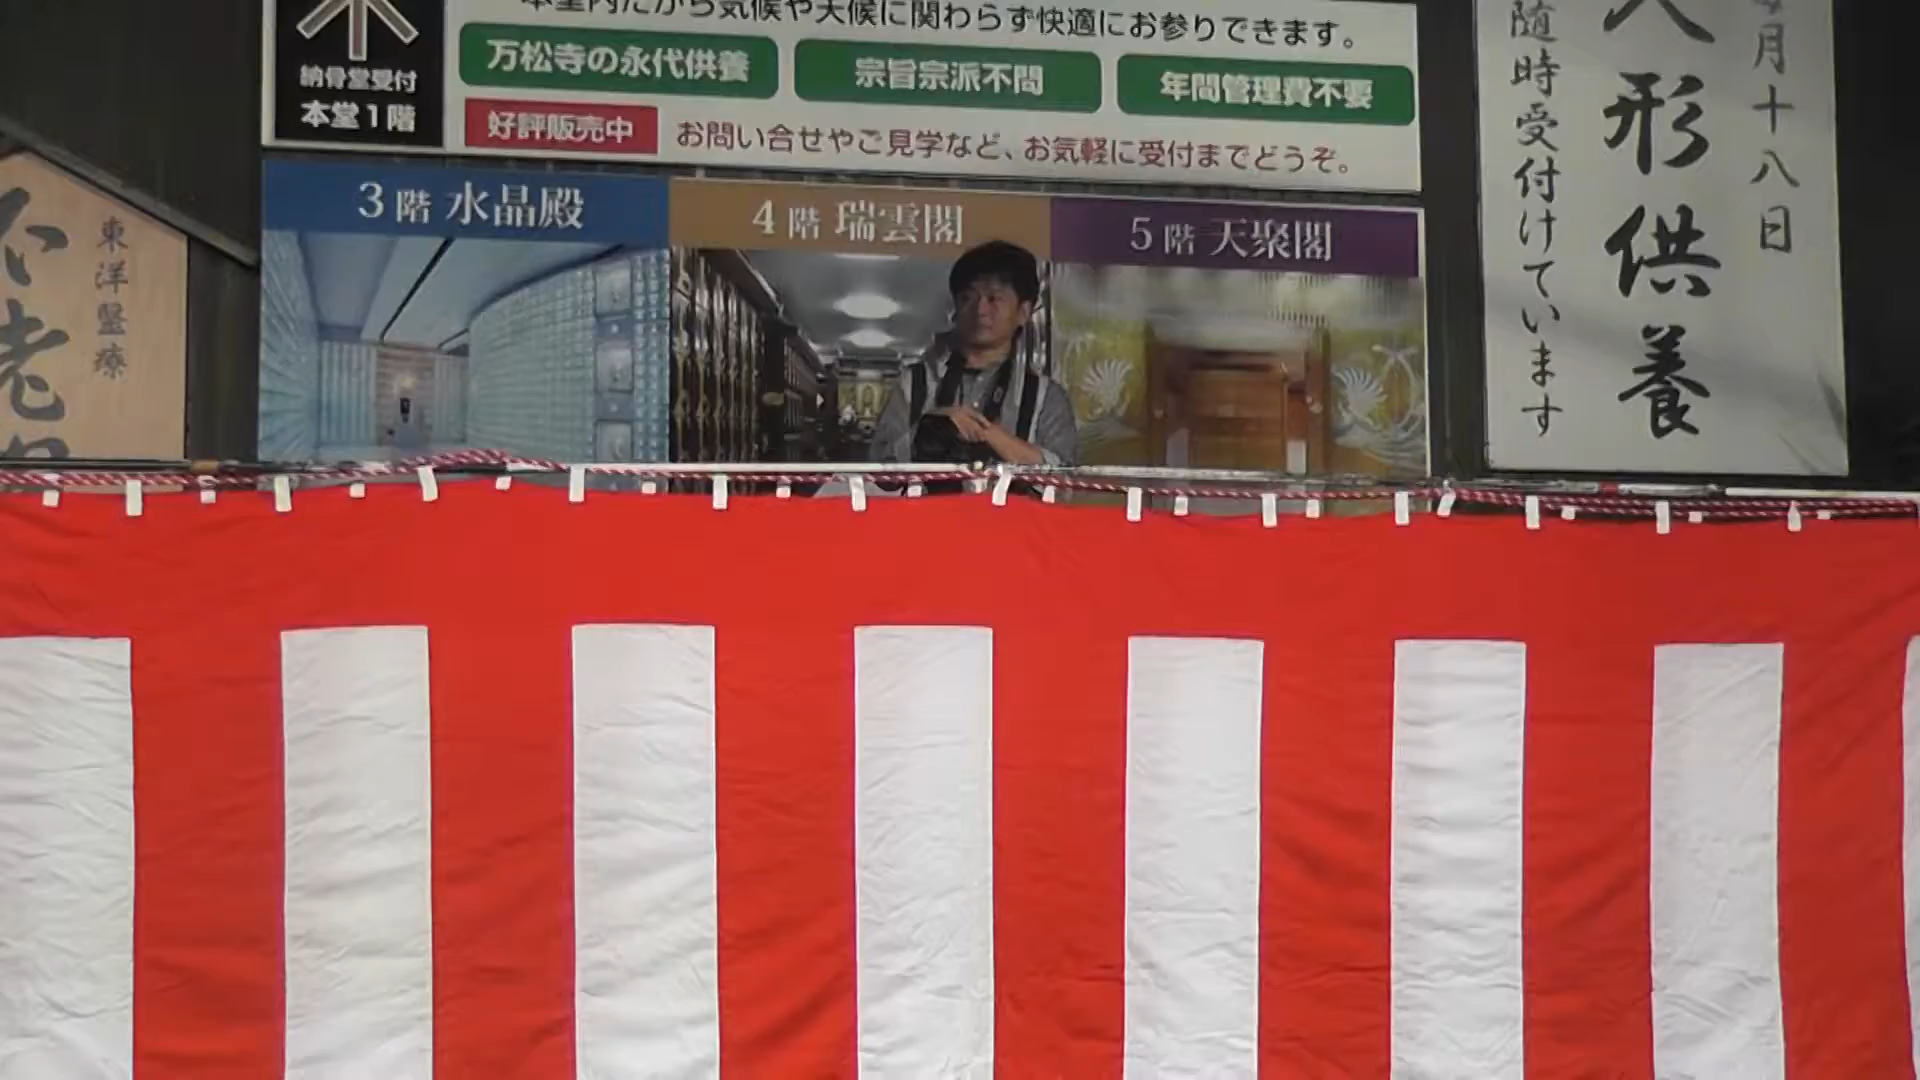 本堂内だから気候や天候に関わらず快適にお参りできます。
納骨堂受付
本堂1階
万松寺の永代供養
宗旨宗派不問
年間管理費不要
好評販売中
お問い合せやご見学など、お気軽に受付までどうぞ。
3階 水晶殿
4階 瑞雲閣
5階 天聚閣
毎月十八日
人形供養
随時受付けています
東洋醫療
不老